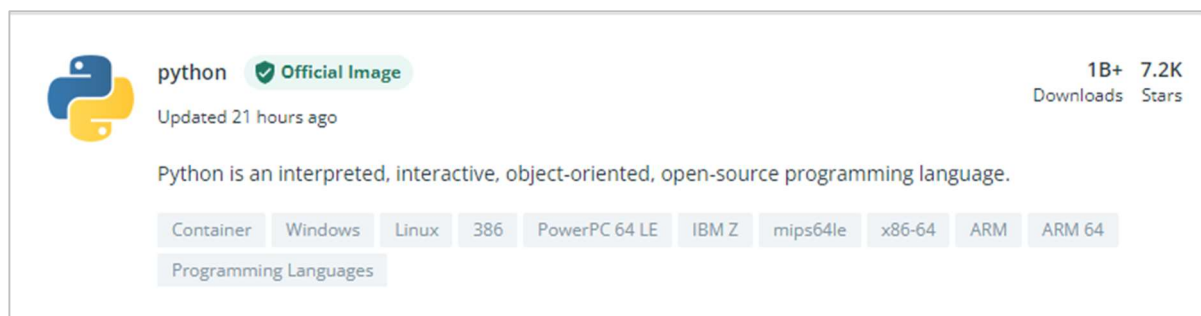 python Official Image 1B+ 7.2K
Updated 21 hours ago Downloads Stars
Python is an interpreted, interactive, object-oriented, open-source programming language.
Container Windows Linux 386 PowerPC 64 LE IBM Z mips64le x86-64 ARM ARM 64
Programming Languages